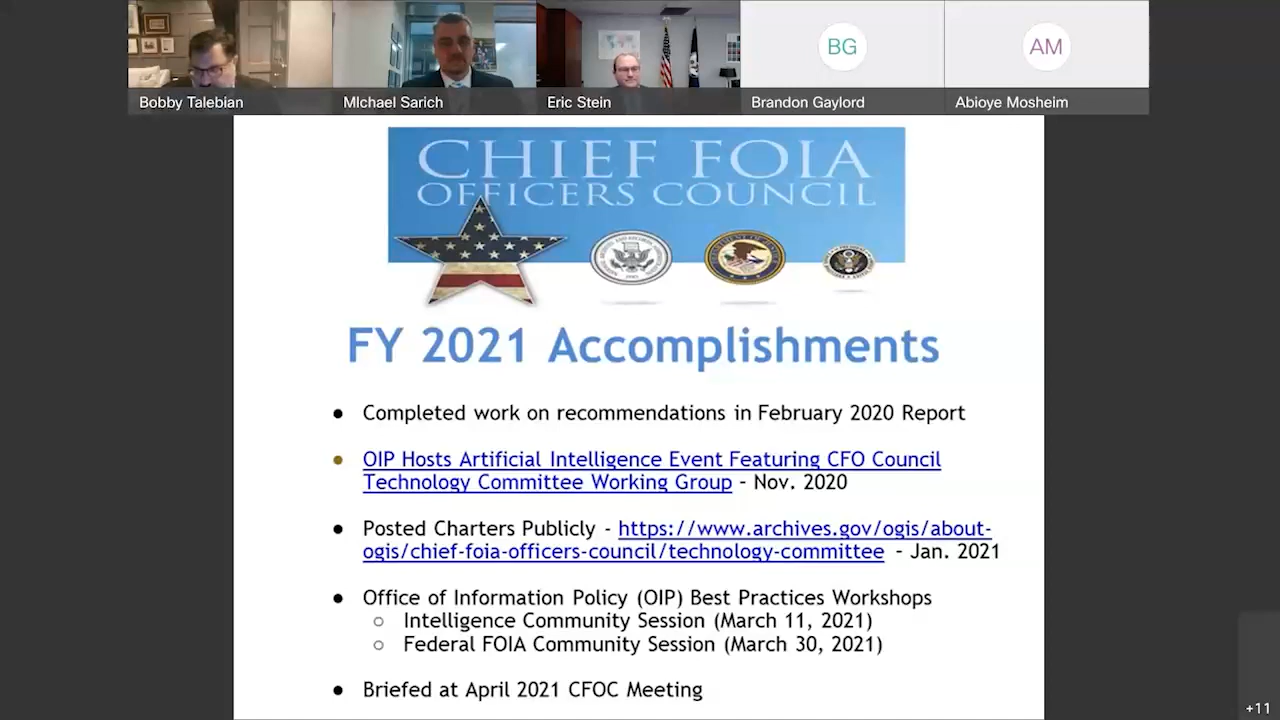 BG
AM
Bobby Talebian
MIchael Sarich
Eric Stein
Brandon Gaylord
Abioye Mosheim
CHIEF FOIA
OFFICERS COUNCIL
FY 2021 Accomplishments
● Completed work on recommendations in February 2020 Report
● OIP Hosts Artificial Intelligence Event Featuring CFO Council
Technology Committee Working Group – Nov. 2020
● Posted Charters Publicly - https://www.archives.gov/ogis/about-
ogis/chief-foia-officers-council/technology-committee – Jan. 2021
● Office of Information Policy (OIP) Best Practices Workshops
○ Intelligence Community Session (March 11, 2021)
○ Federal FOIA Community Session (March 30, 2021)
● Briefed at April 2021 CFOC Meeting
+11